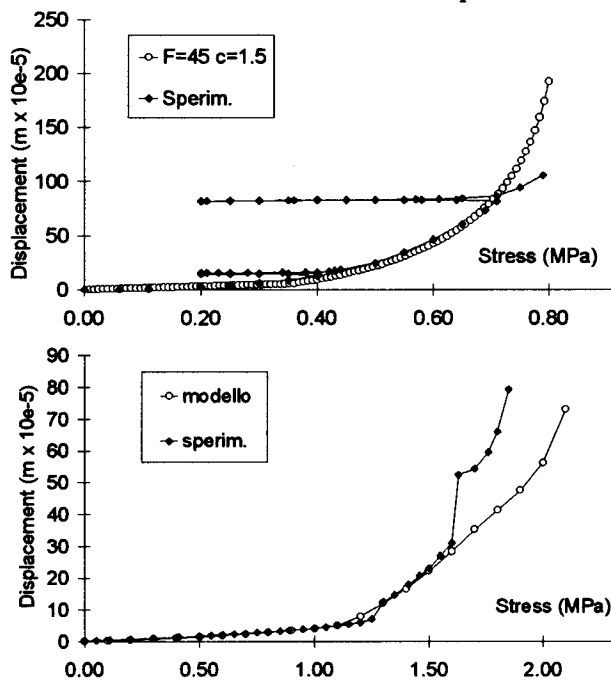 250
200
150
100
50
0
Displacement (m x 10e-5)
F=45 c=1.5
Sperim.
Stress (MPa)
0.00 0.20 0.40 0.60 0.80
90
80
70
60
50
40
30
20
10
0
Displacement (m x 10e-5)
modello
sperim.
Stress (MPa)
0.00 0.50 1.00 1.50 2.00